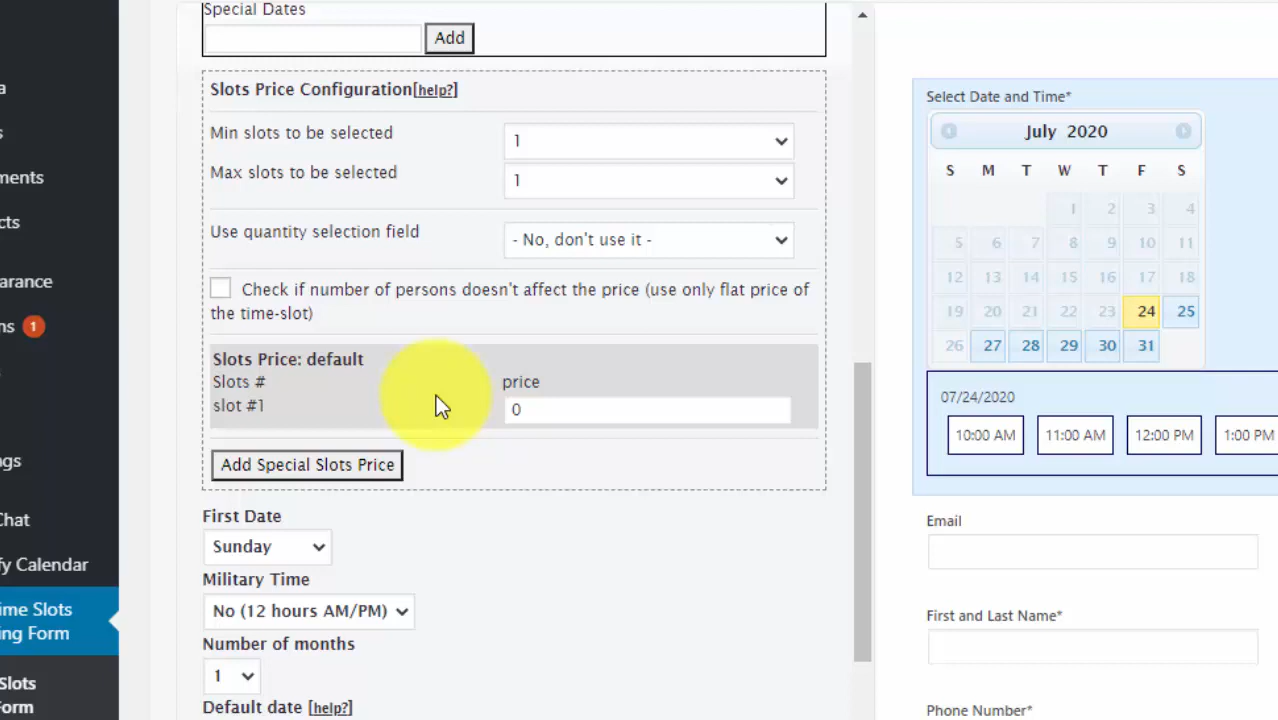 Special Dates
Add
Slots Price Configuration[help?]
Min slots to be selected
1
Max slots to be selected
1
Use quantity selection field
- No, don't use it -
Check if number of persons doesn't affect the price (use only flat price of
the time-slot)
Slots Price: default
Slots #
price
slot #1
0
Add Special Slots Price
First Date
Sunday
Military Time
No (12 hours AM/PM)
Number of months
1
Default date [help?]
a
s
ments
cts
arance
ns 1
ngs
Chat
fy Calendar
ime Slots
ing Form
Slots
Form
Select Date and Time*
July 2020
S M T W T F S
1 2 3 4
5 6 7 8 9 10 11
12 13 14 15 16 17 18
19 20 21 22 23 24 25
26 27 28 29 30 31
07/24/2020
10:00 AM 11:00 AM 12:00 PM 1:00 PM
Email
First and Last Name*
Phone Number*